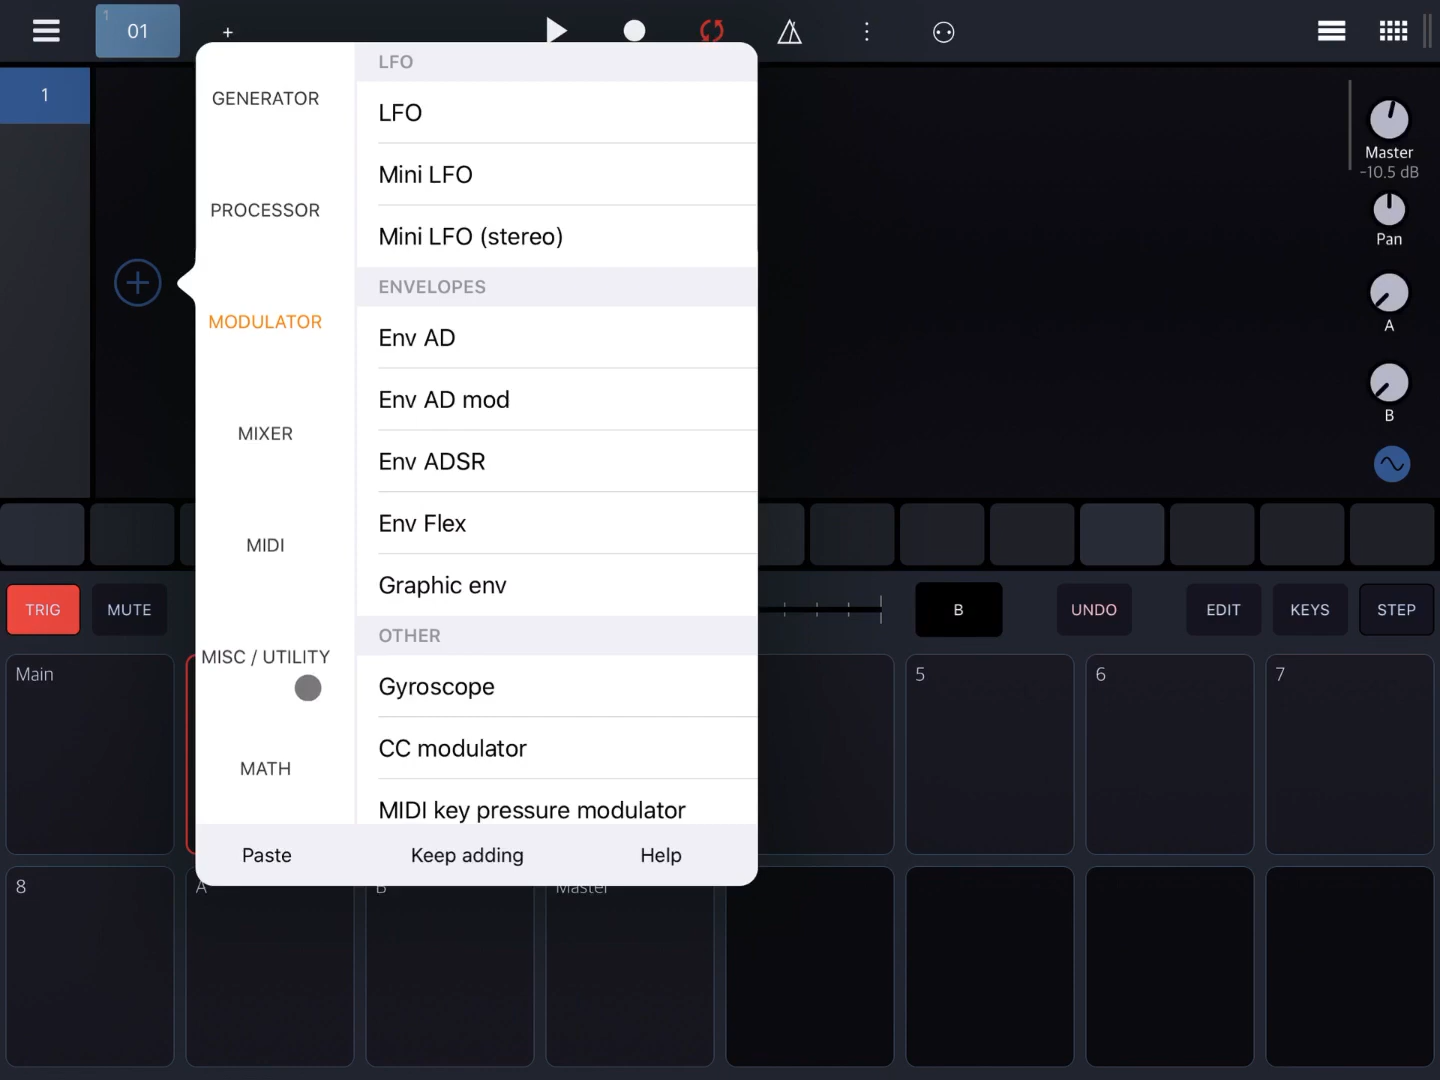 1
01
+
1
GENERATOR
PROCESSOR
MODULATOR
MIXER
MIDI
MISC / UTILITY
MATH
LFO
LFO
Mini LFO
Mini LFO (stereo)
ENVELOPES
Env AD
Env AD mod
Env ADSR
Env Flex
Graphic env
OTHER
Gyroscope
CC modulator
MIDI key pressure modulator
Paste
Keep adding
Help
Master
-10.5 dB
Pan
A
B
TRIG
MUTE
B
UNDO
EDIT
KEYS
STEP
Main
5
6
7
8
A
B
Master